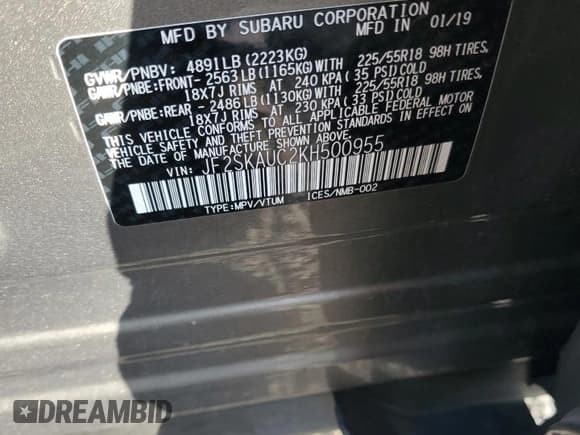 MFD BY SUBARU CORPORATION
MFD IN 01/19
GVWR/PNBV: 4891LB(2223KG)
GAWR/PNBE:FRONT- 2563LB(1165KG)WITH 225/55R18 98H TIRES,
18X7J RIMS AT 240 KPA(35 PSI)COLD
GAWR/PNBE:REAR - 2486LB(1130KG)WITH 225/55R18 98H TIRES,
18X7J RIMS AT 230 KPA(33 PSI)COLD
THIS VEHICLE CONFORMS TO ALL APPLICABLE FEDERAL MOTOR
VEHICLE SAFETY AND THEFT PREVENTION STANDARDS IN EFFECT ON
THE DATE OF MANUFACTURE SHOWN ABOVE.
VIN: JF2SKAUC2KH500955
TYPE:MPV/VTUM ICES/NMB-002
DREAMBID